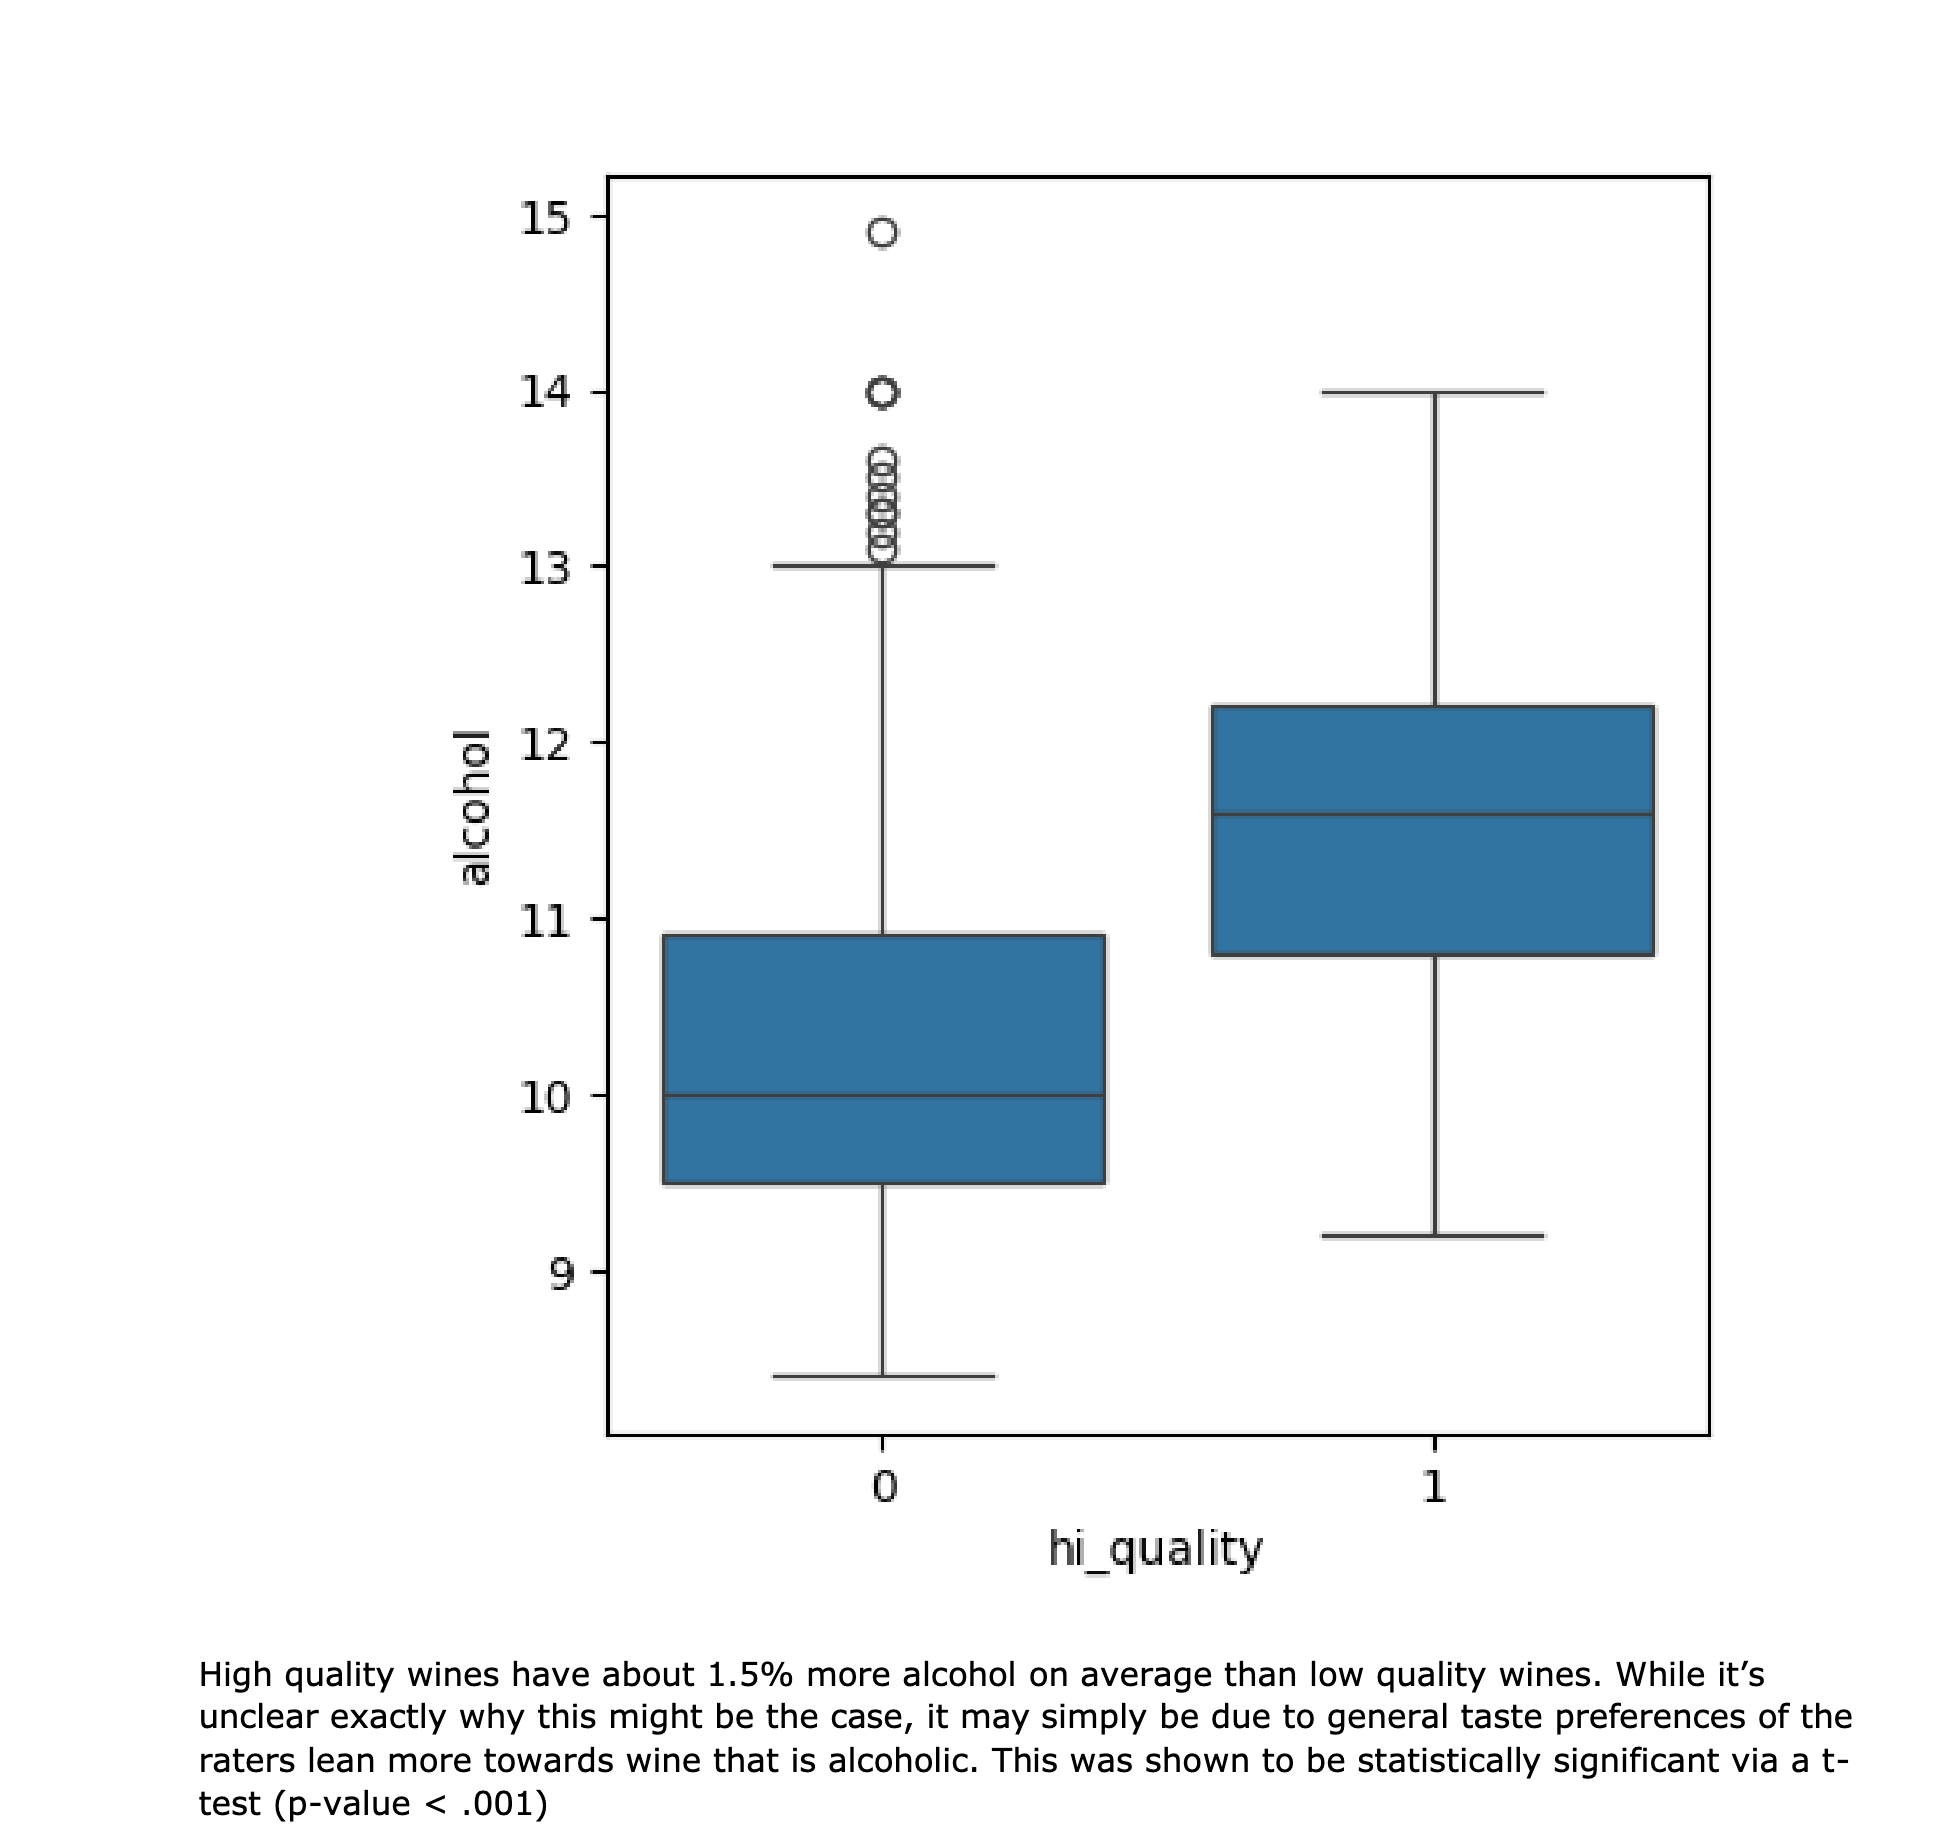 15
14
13
12
11
10
9
alcohol
0 1
hi_quality
High quality wines have about 1.5% more alcohol on average than low quality wines. While it’s
unclear exactly why this might be the case, it may simply be due to general taste preferences of the
raters lean more towards wine that is alcoholic. This was shown to be statistically significant via a t-
test (p-value < .001)